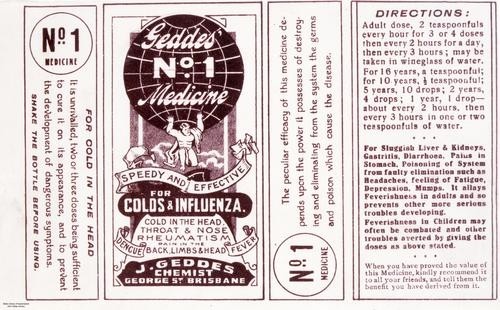 No. 1
MEDICINE
FOR COLD IN THE HEAD
It is unrivalled, two or three doses being sufficient
to cure it on its appearance, and to prevent
the development of dangerous symptoms.
SHAKE THE BOTTLE BEFORE USING.
Geddes'
No. 1
Medicine
SPEEDY AND EFFECTIVE
FOR
COLDS & INFLUENZA.
COLD IN THE HEAD
THROAT & NOSE
RHEUMATISM
PAIN IN THE
DENGUE BACK, LIMBS & HEAD FEVER
J. GEDDES
CHEMIST
GEORGE ST BRISBANE
The peculiar efficacy of this medicine de-
pends upon the power it possesses of destroy-
ing and eliminating from the system the germs
and poison which cause the disease.
No. 1
MEDICINE
DIRECTIONS:
Adult dose, 2 teaspoonfuls
every hour for 3 or 4 doses
then every 2 hours for a day,
then every 3 hours; may be
taken in wineglass of water.
For 16 years, a teaspoonful;
for 10 years, ½ teaspoonful;
5 years, 10 drops; 2 years,
4 drops; 1 year, 1 drop—
about every 2 hours, then
every 3 hours in one or two
teaspoonfuls of water.
For Sluggish Liver & Kidneys,
Gastritis, Diarrhoea, Pains in
Stomach, Poisoning of System
from faulty elimination such as
Headaches, Feeling of Fatigue,
Depression, Mumps. It allays
Feverishness in adults and so
prevents other more serious
troubles developing.
Feverishness in Children may
often be combated and other
troubles averted by giving the
doses as above stated.
When you have proved the value of
this Medicine, kindly recommend it
to all your friends, and tell them the
benefit you have derived from it.